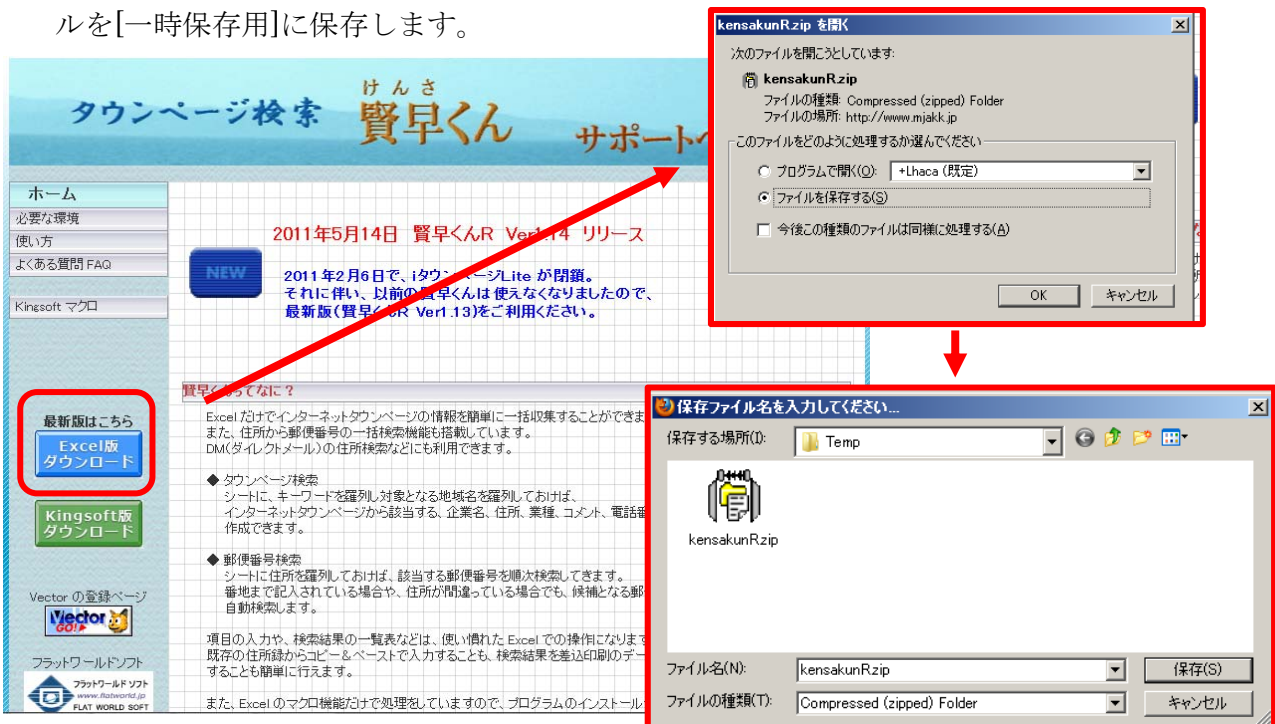 ルを[一時保存用]に保存します。
タウンページ検索
けんさ
賢早くん
サポート
ホーム
必要な環境
使い方
よくある質問 FAQ
Kingsoft マクロ
最新版はこちら
Excel版
ダウンロード
Kingsoft版
ダウンロード
Vector の登録ページ
Vector
GO!
フラットワールドソフト
フラットワールド ソフト
www.flatworld.jp
FLAT WORLD SOFT
2011年5月14日 賢早くんR Ver1.14 リリース
NEW
2011年2月6日で、iタウンページLite が閉鎖。
それに伴い、以前の賢早くんは使えなくなりましたので、
最新版(賢早くんR Ver1.13)をご利用ください。
賢早くんってなに?
Excel だけでインターネットタウンページの情報を簡単に一括収集することができま
また、住所から郵便番号の一括検索機能も搭載しています。
DM(ダイレクトメール)の住所検索などにも利用できます。
◆ タウンページ検索
シートに、キーワードを羅列し対象となる地域名を羅列しておけば、
インターネットタウンページから該当する、企業名、住所、業種、コメント、電話番
作成できます。
◆ 郵便番号検索
シートに住所を羅列しておけば、該当する郵便番号を順次検索してきます。
番地まで記入されている場合や、住所が間違っている場合でも、候補となる郵
自動検索します。
項目の入力や、検索結果の一覧表などは、使い慣れた Excel での操作になります
既存の住所録からコピー&ペーストで入力することも、検索結果を差込印刷のデー
することも簡単に行えます。
また、Excel のマクロ機能だけで処理をしていますので、プログラムのインストール
kensakunR.zip を開く
次のファイルを開こうとしています:
kensakunR.zip
ファイルの種類: Compressed (zipped) Folder
ファイルの場所: http://www.mjakk.jp
このファイルをどのように処理するか選んでください
プログラムで開く(O):
+Lhaca (既定)
ファイルを保存する(S)
今後この種類のファイルは同様に処理する(A)
OK
キャンセル
保存ファイル名を入力してください...
保存する場所(I):
Temp
kensakunR.zip
ファイル名(N):
kensakunR.zip
保存(S)
ファイルの種類(T):
Compressed (zipped) Folder
キャンセル